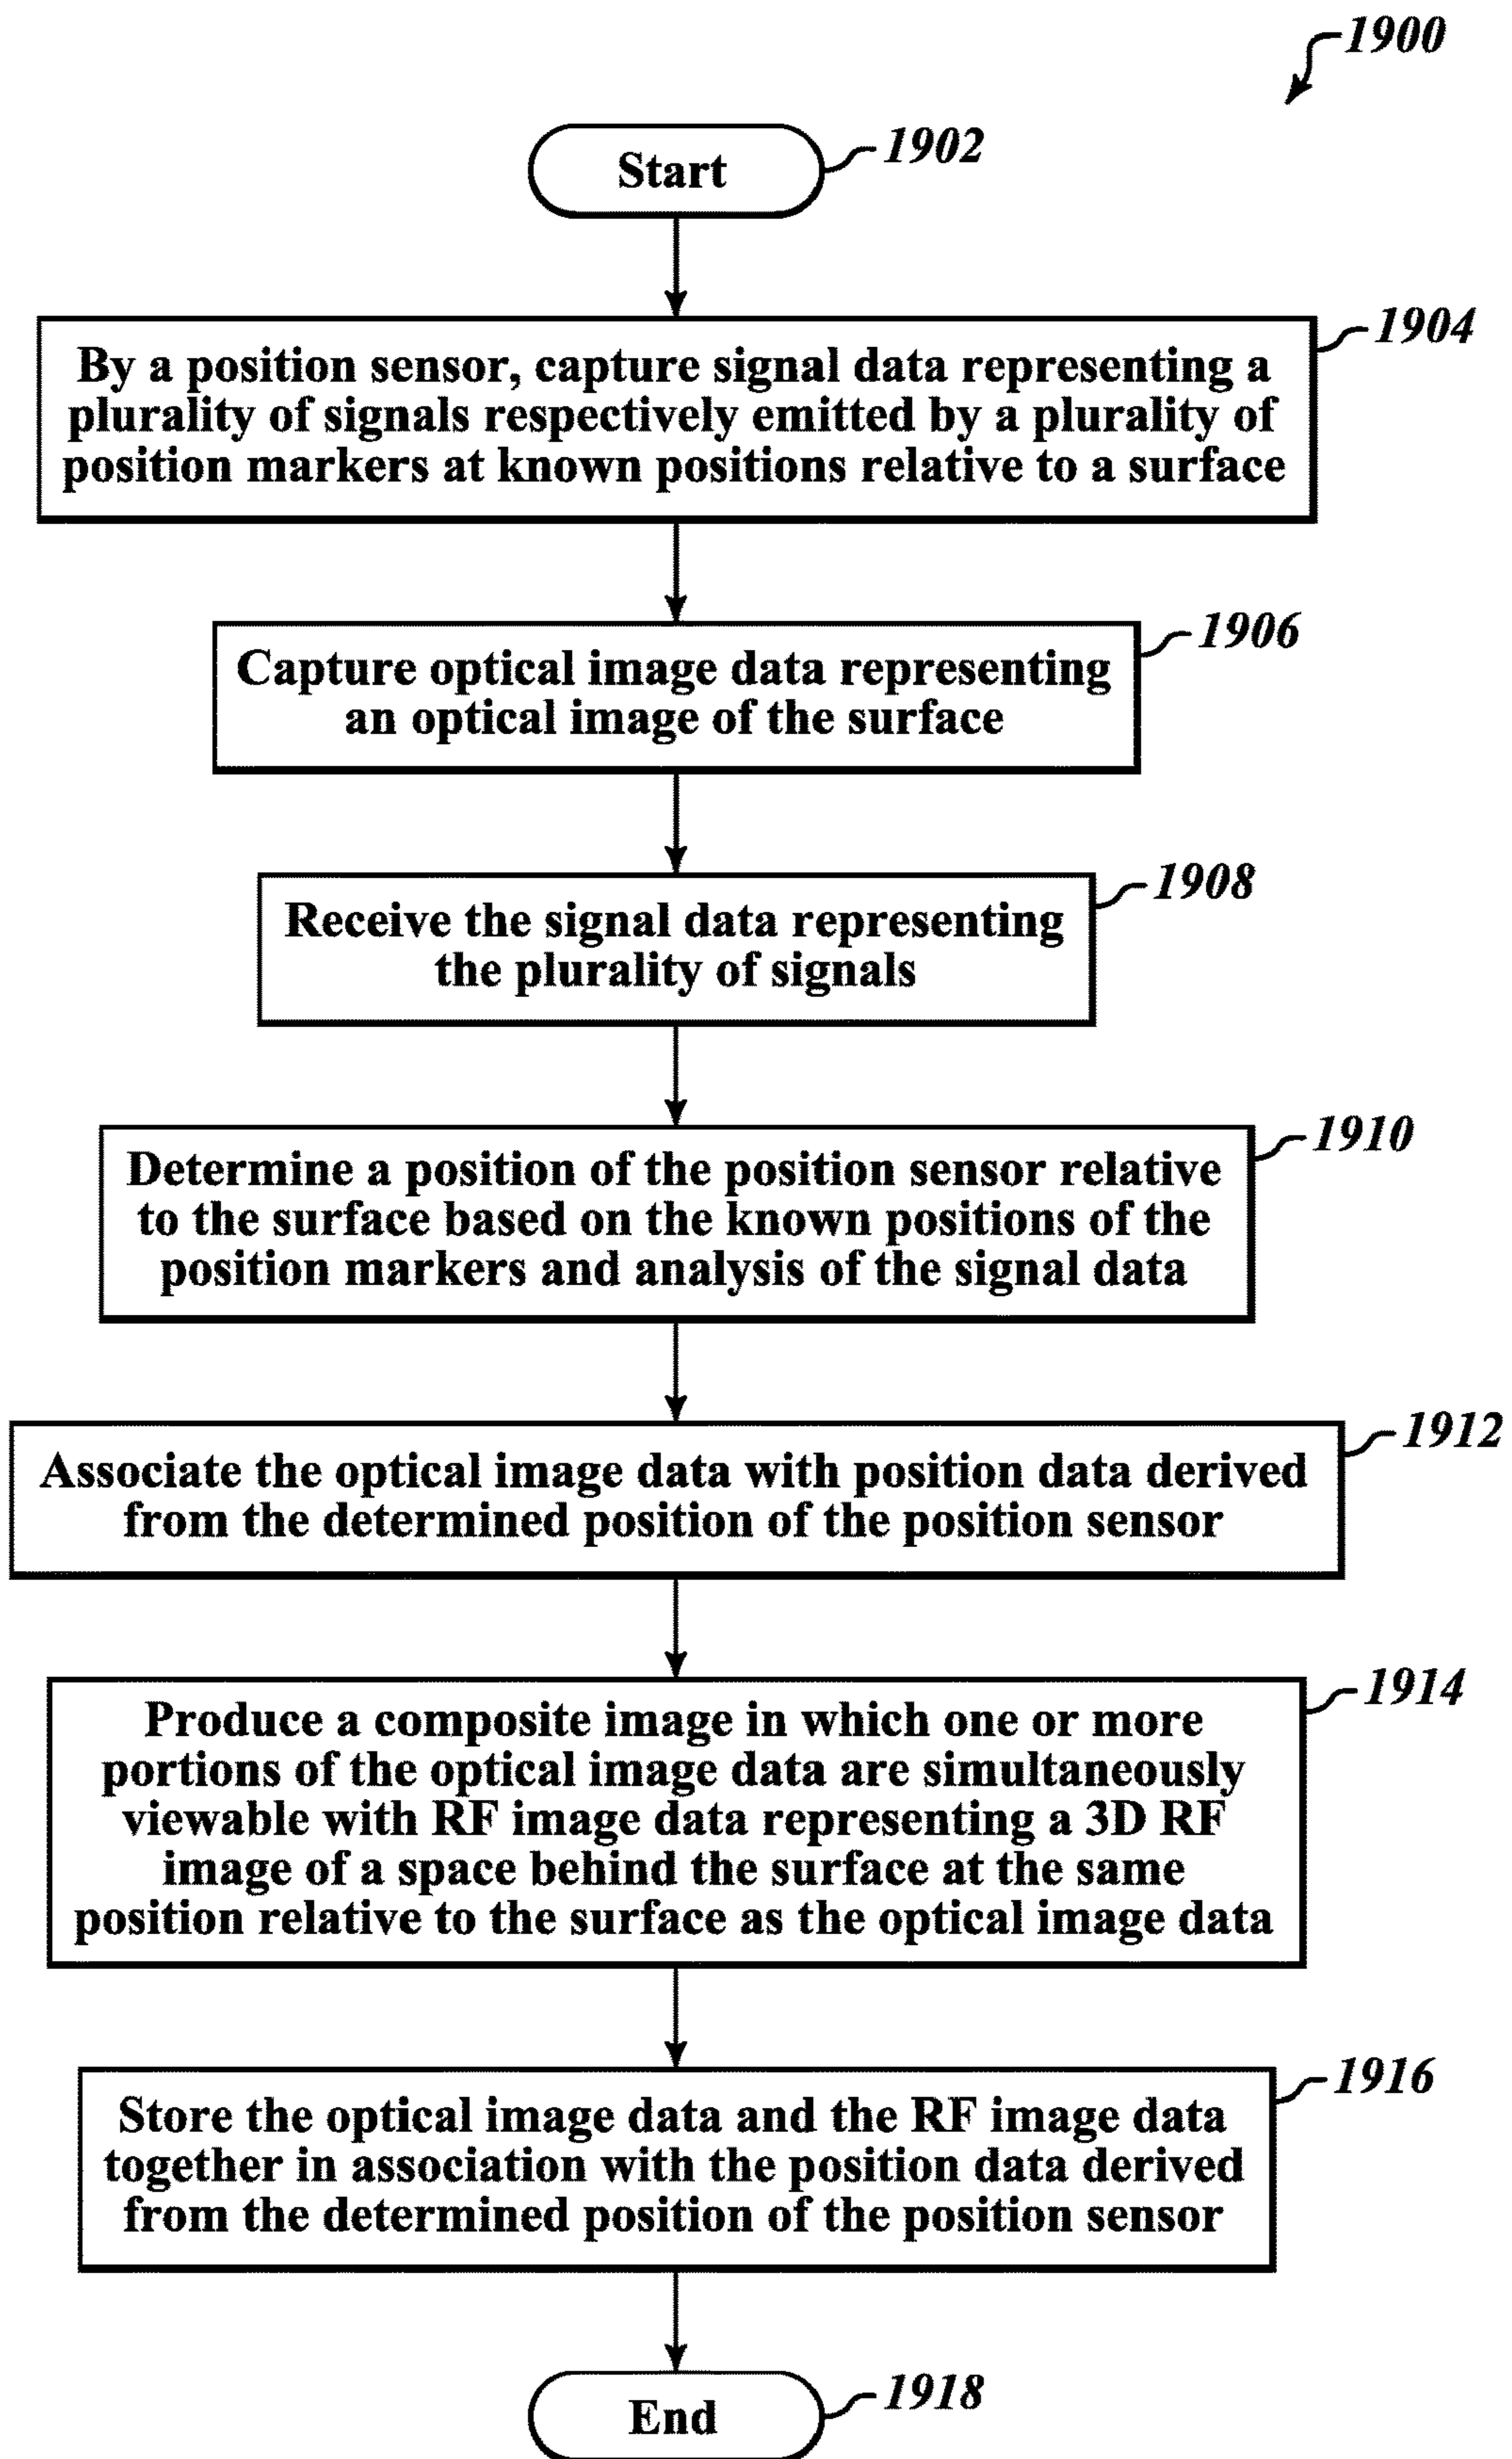 1900
Start
1902
1904
By a position sensor, capture signal data representing a
plurality of signals respectively emitted by a plurality of
position markers at known positions relative to a surface
1906
Capture optical image data representing
an optical image of the surface
1908
Receive the signal data representing
the plurality of signals
1910
Determine a position of the position sensor relative
to the surface based on the known positions of the
position markers and analysis of the signal data
1912
Associate the optical image data with position data derived
from the determined position of the position sensor
1914
Produce a composite image in which one or more
portions of the optical image data are simultaneously
viewable with RF image data representing a 3D RF
image of a space behind the surface at the same
position relative to the surface as the optical image data
1916
Store the optical image data and the RF image data
together in association with the position data derived
from the determined position of the position sensor
End
1918